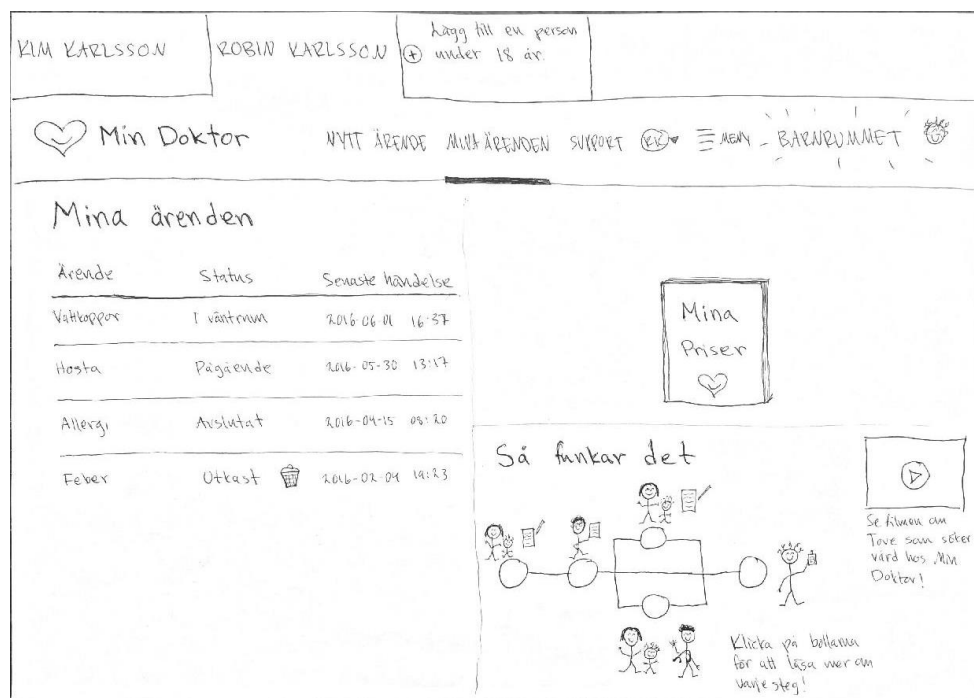 KIM KARLSSON
ROBIN KARLSSON
Lägg till en person
under 18 år.
Min Doktor
NYTT ÄRENDE MINA ÄRENDEN SUPPORT RK MENY BARNRUMMET
Mina ärenden
Ärende Status Senaste händelse
Vattkoppor I väntrum 2016-06-01 16:37
Hosta Pågående 2016-05-30 13:17
Allergi Avslutat 2016-04-15 08:20
Feber Utkast 2016-02-04 19:23
Mina
Priser
Så funkar det
Se filmen om
Tove som söker
vård hos Min
Doktor!
Klicka på bollarna
för att läsa mer om
varje steg!